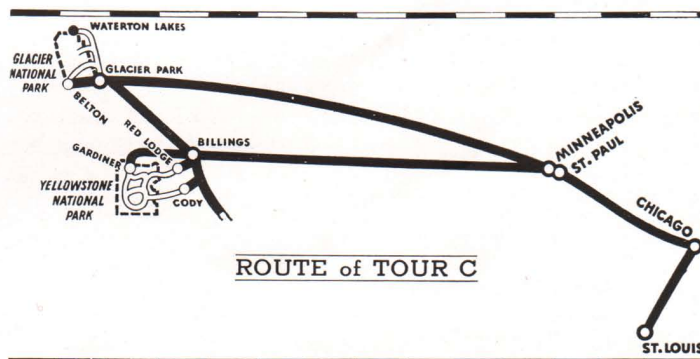 WATERTON LAKES
GLACIER
NATIONAL
PARK
GLACIER PARK
BELTON
RED LODGE
BILLINGS
GARDINER
YELLOWSTONE
NATIONAL
PARK
CODY
MINNEAPOLIS
ST. PAUL
CHICAGO
ROUTE of TOUR C
ST. LOUIS